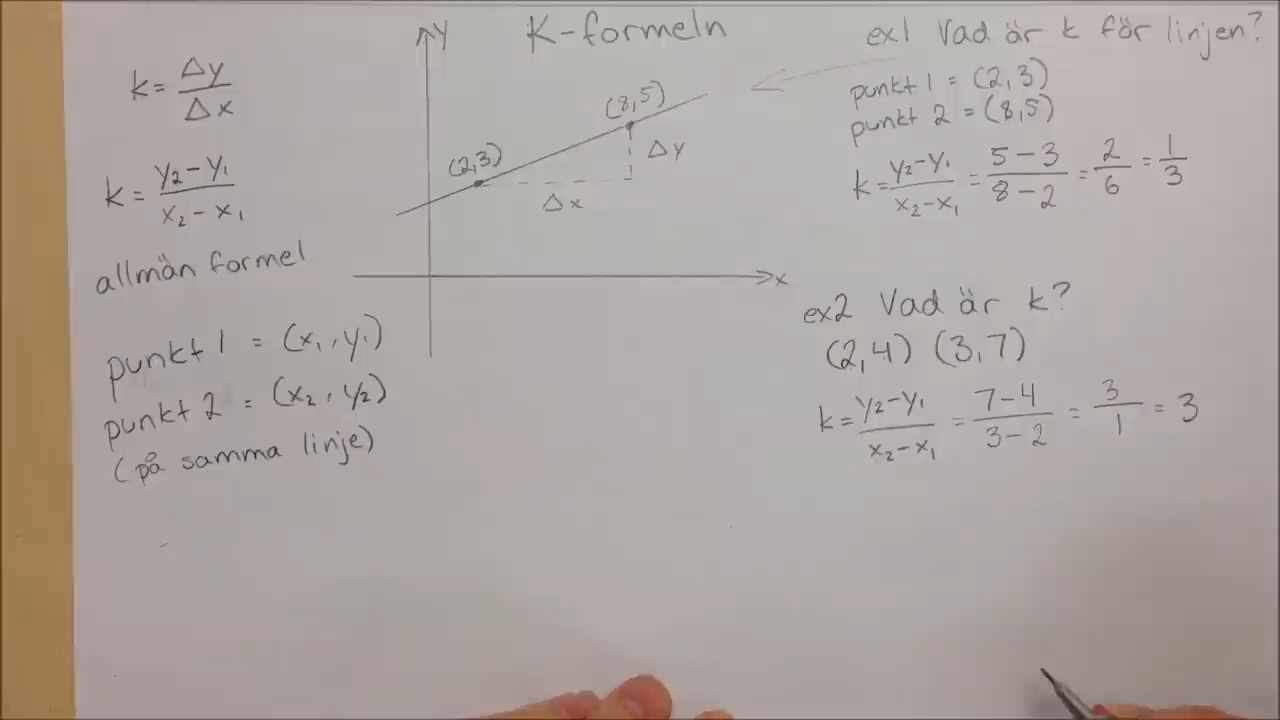 K-formeln
k = Δy/Δx
k = y₂-y₁/x₂-x₁
allmän formel
punkt 1 = (x₁, y₁)
punkt 2 = (x₂, y₂)
(på samma linje)
y
(8,5)
(2,3)
Δy
Δx
x
ex1 Vad är k för linjen?
punkt 1 = (2,3)
punkt 2 = (8,5)
k = y₂-y₁/x₂-x₁ = 5-3/8-2 = 2/6 = 1/3
ex2 Vad är k?
(2,4) (3,7)
k = y₂-y₁/x₂-x₁ = 7-4/3-2 = 3/1 = 3